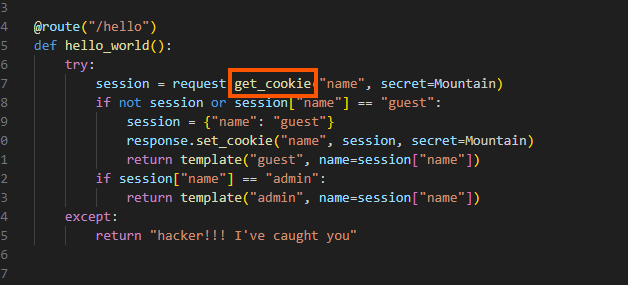 3
4 @route("/hello")
5 def hello_world():
6 try:
7 session = request.get_cookie("name", secret=Mountain)
8 if not session or session["name"] == "guest":
9 session = {"name": "guest"}
0 response.set_cookie("name", session, secret=Mountain)
1 return template("guest", name=session["name"])
2 if session["name"] == "admin":
3 return template("admin", name=session["name"])
4 except:
5 return "hacker!!! I've caught you"
6
7